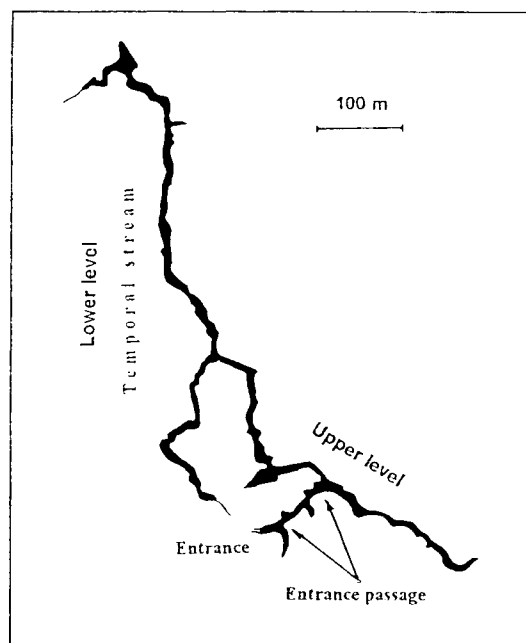 100 m
Lower level
Temporal stream
Upper level
Entrance
Entrance passage